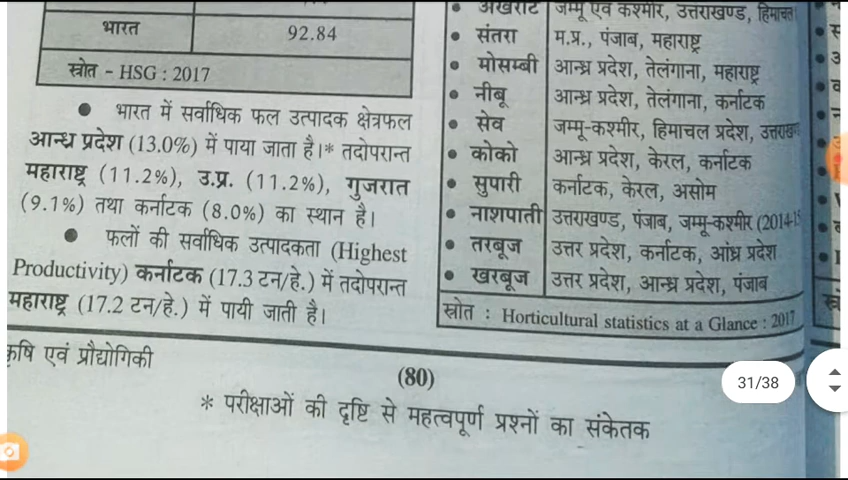 भारत 92.84
स्रोत - HSG : 2017
● भारत में सर्वाधिक फल उत्पादक क्षेत्रफल
आन्ध्र प्रदेश (13.0%) में पाया जाता है।* तदोपरान्त
महाराष्ट्र (11.2%), उ.प्र. (11.2%), गुजरात
(9.1%) तथा कर्नाटक (8.0%) का स्थान है।
● फलों की सर्वाधिक उत्पादकता (Highest
Productivity) कर्नाटक (17.3 टन/हे.) में तदोपरान्त
महाराष्ट्र (17.2 टन/हे.) में पायी जाती है।
• अखरोट जम्मू एवं कश्मीर, उत्तराखण्ड, हिमाचल
• संतरा म.प्र., पंजाब, महाराष्ट्र
• मोसम्बी आन्ध्र प्रदेश, तेलंगाना, महाराष्ट्र
• नीबू आन्ध्र प्रदेश, तेलंगाना, कर्नाटक
• सेव जम्मू-कश्मीर, हिमाचल प्रदेश, उत्तराखण
• कोको आन्ध्र प्रदेश, केरल, कर्नाटक
• सुपारी कर्नाटक, केरल, असोम
• नाशपाती उत्तराखण्ड, पंजाब, जम्मू-कश्मीर (2014-15
• तरबूज उत्तर प्रदेश, कर्नाटक, आंध्र प्रदेश
• खरबूज उत्तर प्रदेश, आन्ध्र प्रदेश, पंजाब
स्रोत : Horticultural statistics at a Glance : 2017
कृषि एवं प्रौद्योगिकी
(80)
31/38
* परीक्षाओं की दृष्टि से महत्वपूर्ण प्रश्नों का संकेतक